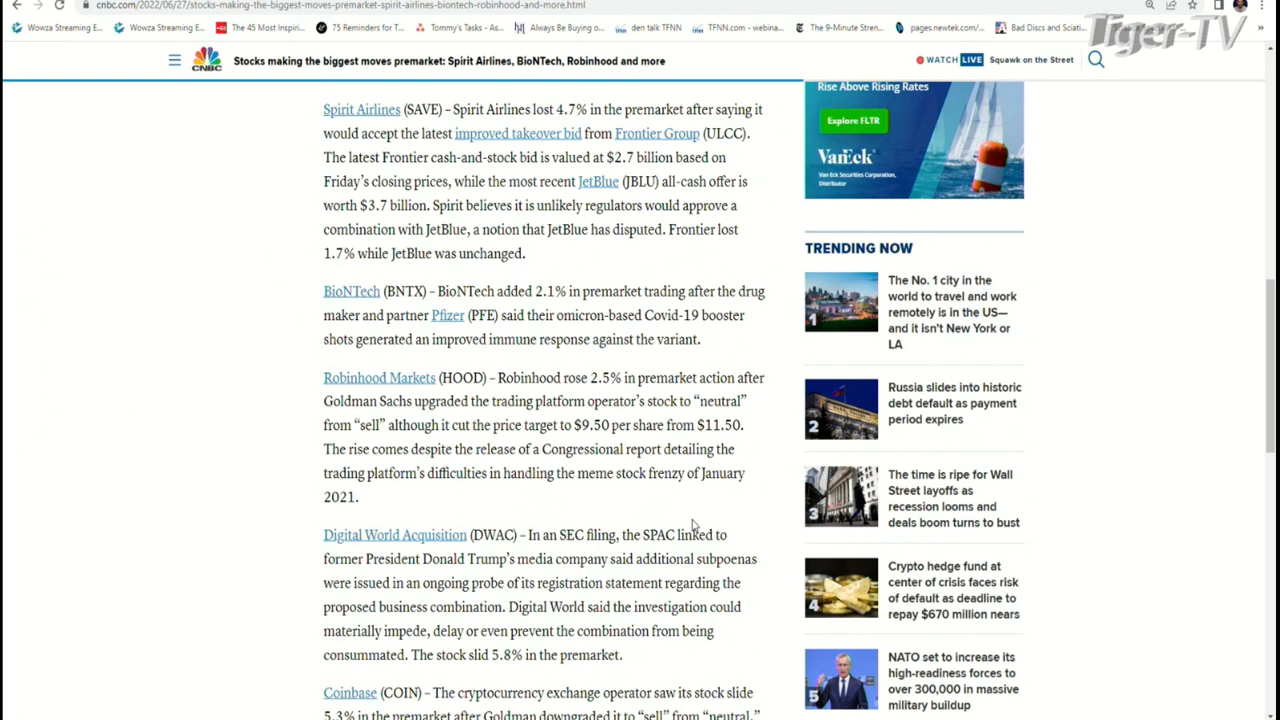 cnbc.com/2022/06/27/stocks-making-the-biggest-moves-premarket-spirit-airlines-biontech-robinhood-and-more.html
Wowza Streaming E...
Wowza Streaming E...
The 45 Most Inspiri...
75 Reminders for T...
Tommy's Tasks - As...
Always Be Buying o...
den talk TFNN
TFNN.com - webina...
The 9-Minute Stren...
pages.newtek.com/...
Bad Discs and Sciati...
Tiger-TV
CNBC
Stocks making the biggest moves premarket: Spirit Airlines, BioNTech, Robinhood and more
WATCH LIVE
Squawk on the Street
Spirit Airlines (SAVE) – Spirit Airlines lost 4.7% in the premarket after saying it
would accept the latest improved takeover bid from Frontier Group (ULCC).
The latest Frontier cash-and-stock bid is valued at $2.7 billion based on
Friday's closing prices, while the most recent JetBlue (JBLU) all-cash offer is
worth $3.7 billion. Spirit believes it is unlikely regulators would approve a
combination with JetBlue, a notion that JetBlue has disputed. Frontier lost
1.7% while JetBlue was unchanged.
BioNTech (BNTX) – BioNTech added 2.1% in premarket trading after the drug
maker and partner Pfizer (PFE) said their omicron-based Covid-19 booster
shots generated an improved immune response against the variant.
Robinhood Markets (HOOD) – Robinhood rose 2.5% in premarket action after
Goldman Sachs upgraded the trading platform operator's stock to "neutral"
from "sell" although it cut the price target to $9.50 per share from $11.50.
The rise comes despite the release of a Congressional report detailing the
trading platform's difficulties in handling the meme stock frenzy of January
2021.
Digital World Acquisition (DWAC) – In an SEC filing, the SPAC linked to
former President Donald Trump's media company said additional subpoenas
were issued in an ongoing probe of its registration statement regarding the
proposed business combination. Digital World said the investigation could
materially impede, delay or even prevent the combination from being
consummated. The stock slid 5.8% in the premarket.
Coinbase (COIN) – The cryptocurrency exchange operator saw its stock slide
5.3% in the premarket after Goldman downgraded it to "sell" from "neutral,"
Rise Above Rising Rates
Explore FLTR
VanEck
Van Eck Securities Corporation,
Distributor
TRENDING NOW
1
The No. 1 city in the
world to travel and work
remotely is in the US—
and it isn't New York or
LA
2
Russia slides into historic
debt default as payment
period expires
3
The time is ripe for Wall
Street layoffs as
recession looms and
deals boom turns to bust
4
Crypto hedge fund at
center of crisis faces risk
of default as deadline to
repay $670 million nears
5
NATO set to increase its
high-readiness forces to
over 300,000 in massive
military buildup